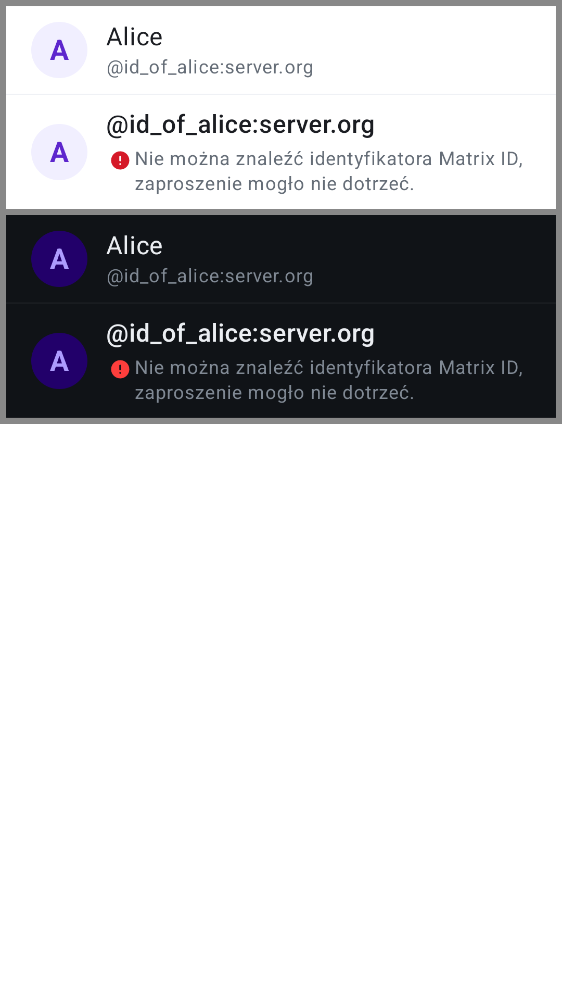 A
Alice
@id_of_alice:server.org
A
@id_of_alice:server.org
Nie można znaleźć identyfikatora Matrix ID,
zaproszenie mogło nie dotrzeć.
A
Alice
@id_of_alice:server.org
A
@id_of_alice:server.org
Nie można znaleźć identyfikatora Matrix ID,
zaproszenie mogło nie dotrzeć.